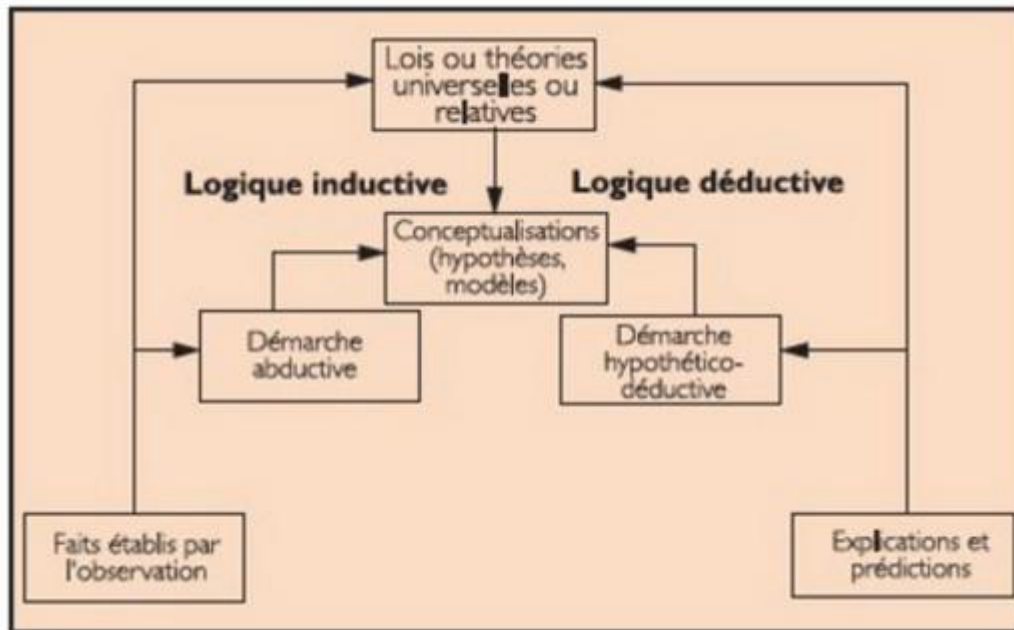 Lois ou théories
universelles ou
relatives
Logique inductive
Logique déductive
Conceptualisations
(hypothèses,
modèles)
Démarche
abductive
Démarche
hypothético-
déductive
Faits établis par
l'observation
Explications et
prédictions